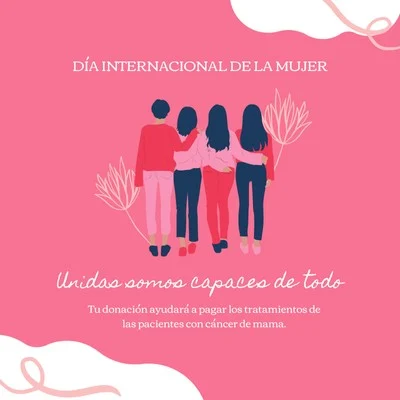 DÍA INTERNACIONAL DE LA MUJER
Unidas somos capaces de todo
Tu donación ayudará a pagar los tratamientos de
las pacientes con cáncer de mama.